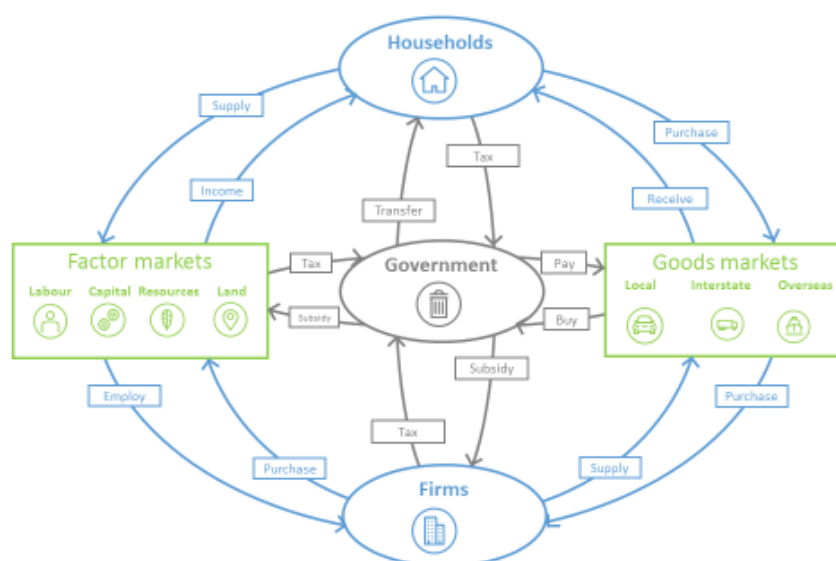 Households
Supply
Purchase
Tax
Income
Receive
Transfer
Factor markets
Labour Capital Resources Land
Tax
Government
Pay
Goods markets
Local Interstate Overseas
Subsidy
Buy
Subsidy
Employ
Purchase
Tax
Purchase
Supply
Firms